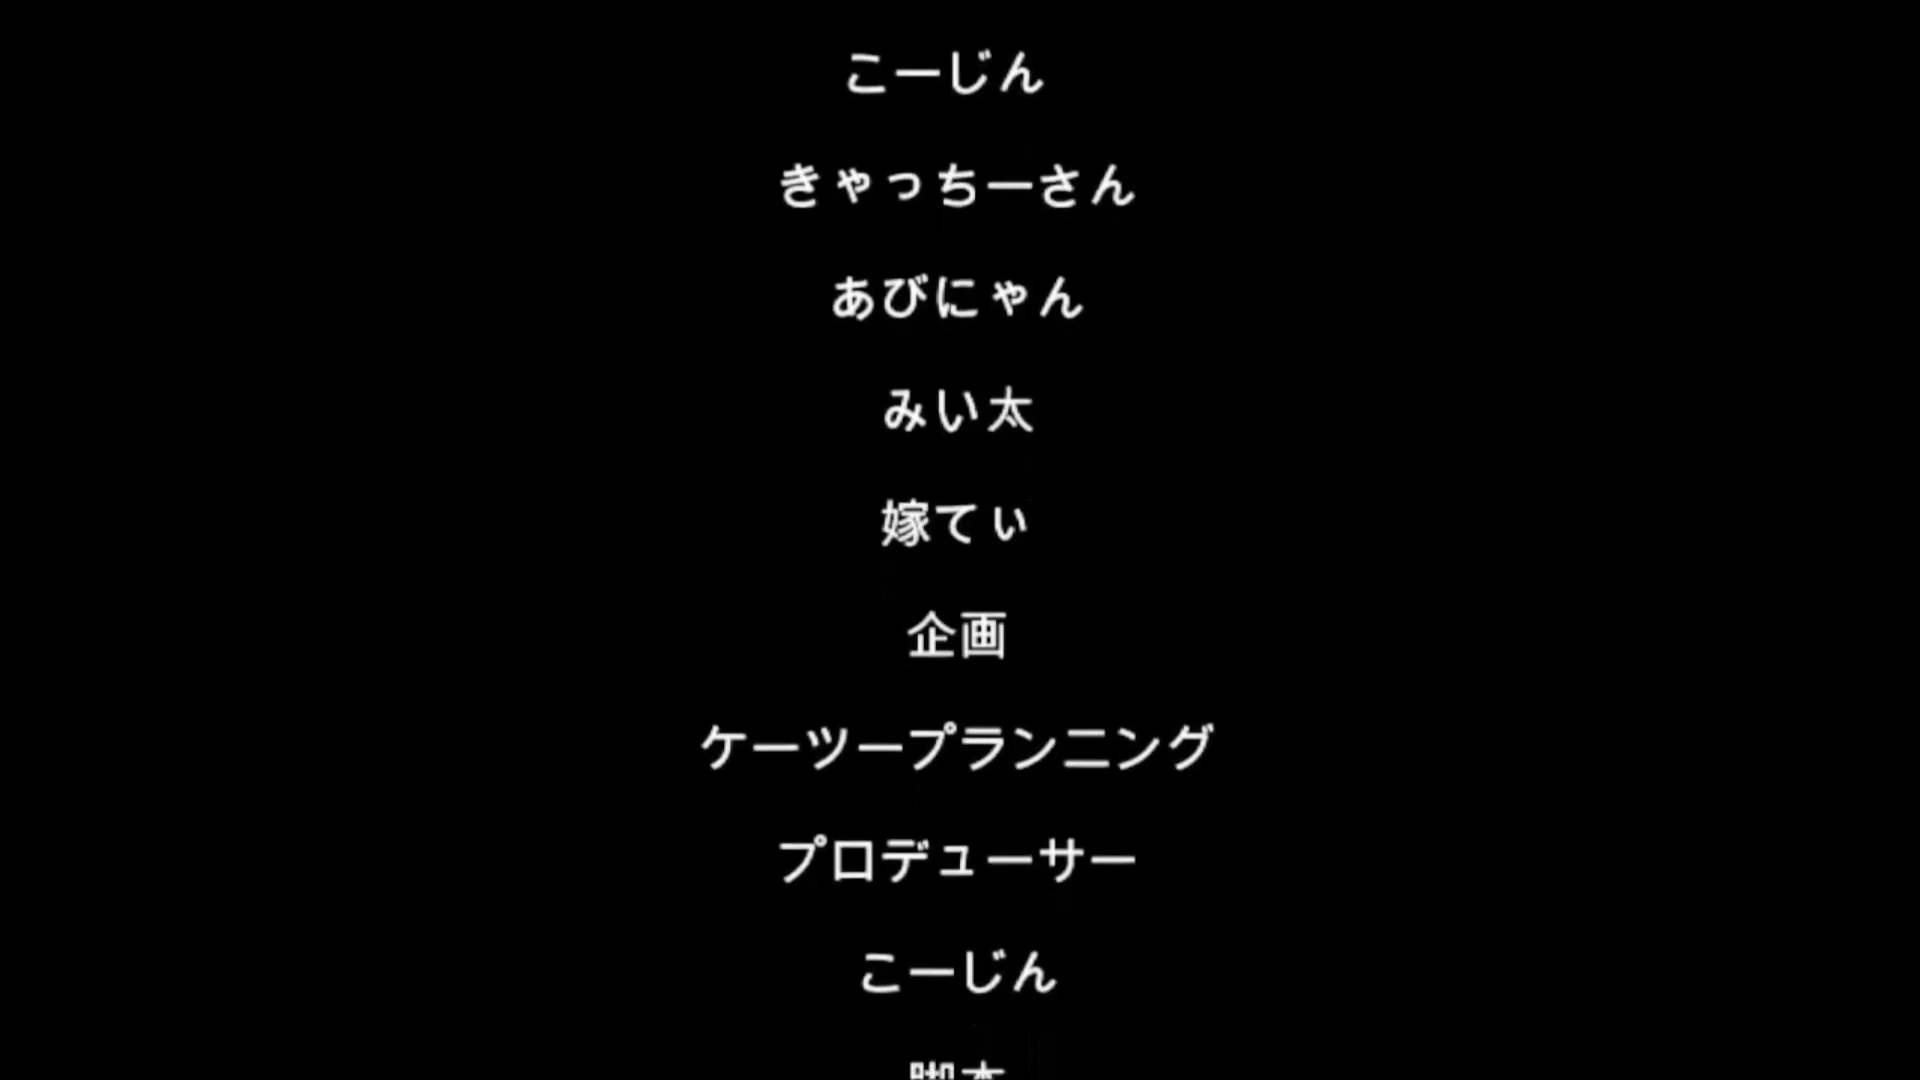 こーじん
きゃっちーさん
あびにゃん
みい太
嫁てぃ
企画
ケーツープランニング
プロデューサー
こーじん
脚本